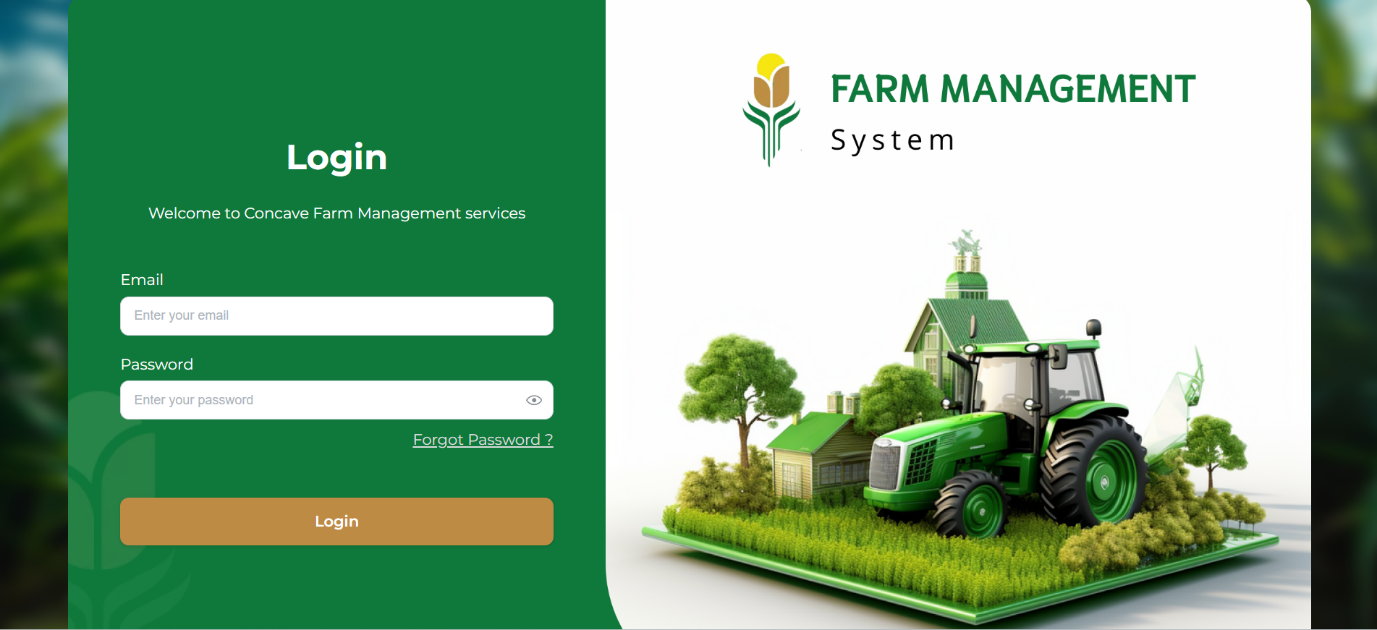 Login
Welcome to Concave Farm Management services
Email
Enter your email
Password
Enter your password
Forgot Password ?
Login
FARM MANAGEMENT
System